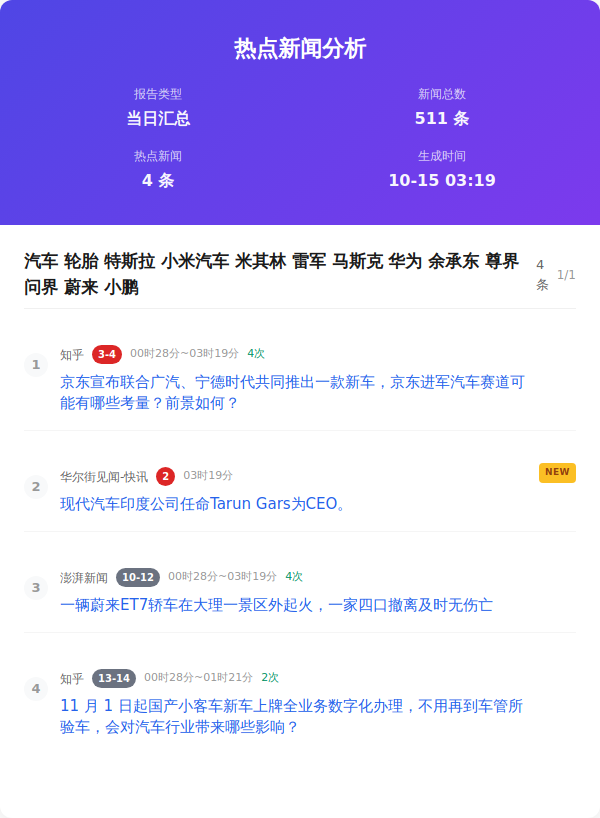 热点新闻分析
报告类型
当日汇总
新闻总数
511 条
热点新闻
4 条
生成时间
10-15 03:19
汽车 轮胎 特斯拉 小米汽车 米其林 雷军 马斯克 华为 余承东 尊界
问界 蔚来 小鹏
4
条
1/1
1
知乎 3-4 00时28分~03时19分 4次
京东宣布联合广汽、宁德时代共同推出一款新车，京东进军汽车赛道可
能有哪些考量？前景如何？
2
华尔街见闻-快讯 2 03时19分
NEW
现代汽车印度公司任命Tarun Gars为CEO。
3
澎湃新闻 10-12 00时28分~03时19分 4次
一辆蔚来ET7轿车在大理一景区外起火，一家四口撤离及时无伤亡
4
知乎 13-14 00时28分~01时21分 2次
11 月 1 日起国产小客车新车上牌全业务数字化办理，不用再到车管所
验车，会对汽车行业带来哪些影响？